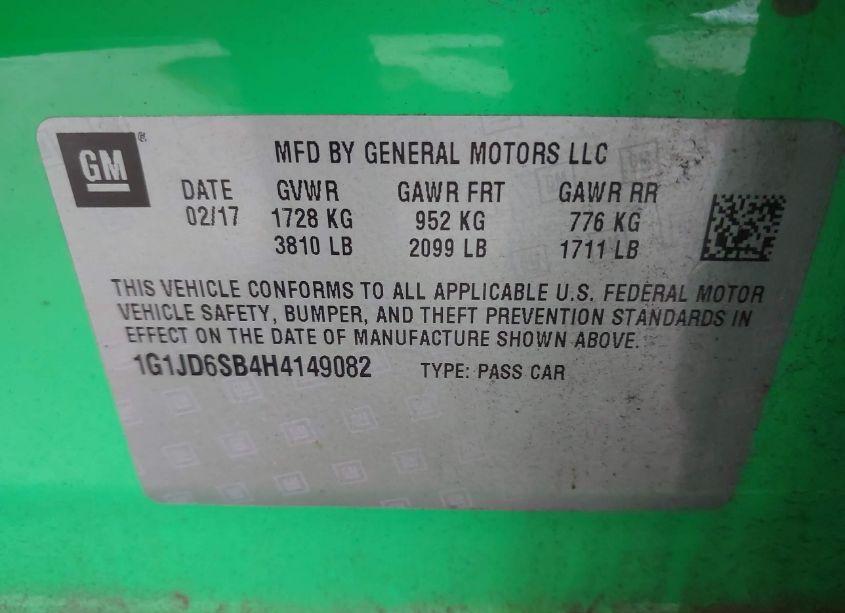 GM ®
MFD BY GENERAL MOTORS LLC
DATE GVWR GAWR FRT GAWR RR
02/17 1728 KG 952 KG 776 KG
3810 LB 2099 LB 1711 LB
THIS VEHICLE CONFORMS TO ALL APPLICABLE U.S. FEDERAL MOTOR
VEHICLE SAFETY, BUMPER, AND THEFT PREVENTION STANDARDS IN
EFFECT ON THE DATE OF MANUFACTURE SHOWN ABOVE.
1G1JD6SB4H4149082 TYPE: PASS CAR